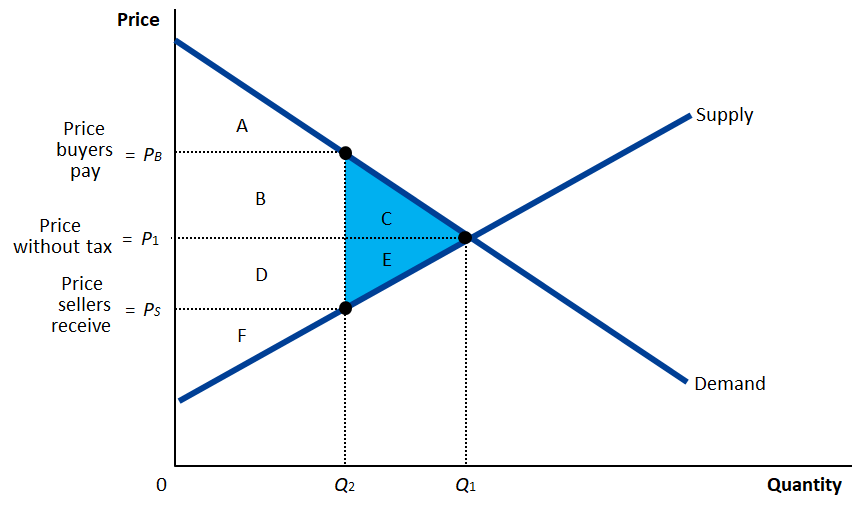 Price
A
Supply
Price
buyers
pay
= PB
B
C
Price
without tax
= P1
E
D
Price
sellers
receive
= PS
F
Demand
0
Q2
Q1
Quantity